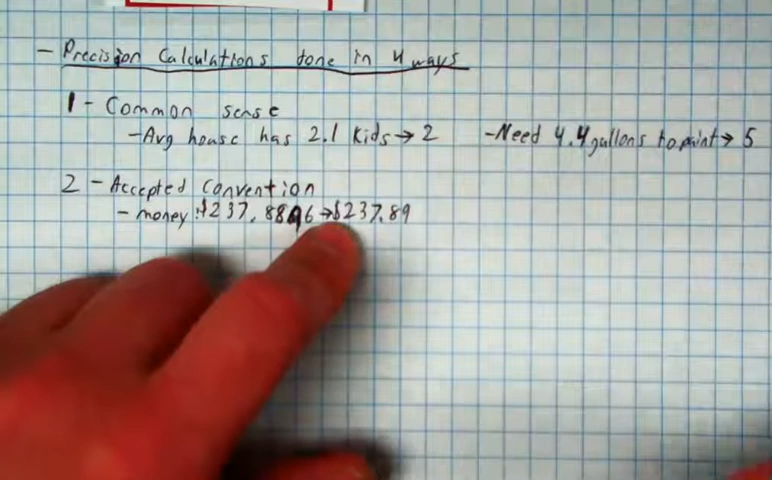 - Precision Calculations done in 4 ways
1 - Common sense
- Avg house has 2.1 kids → 2 - Need 4.4 gallons to paint → 5
2 - Accepted Convention
- money: $237.8896 → $237.89